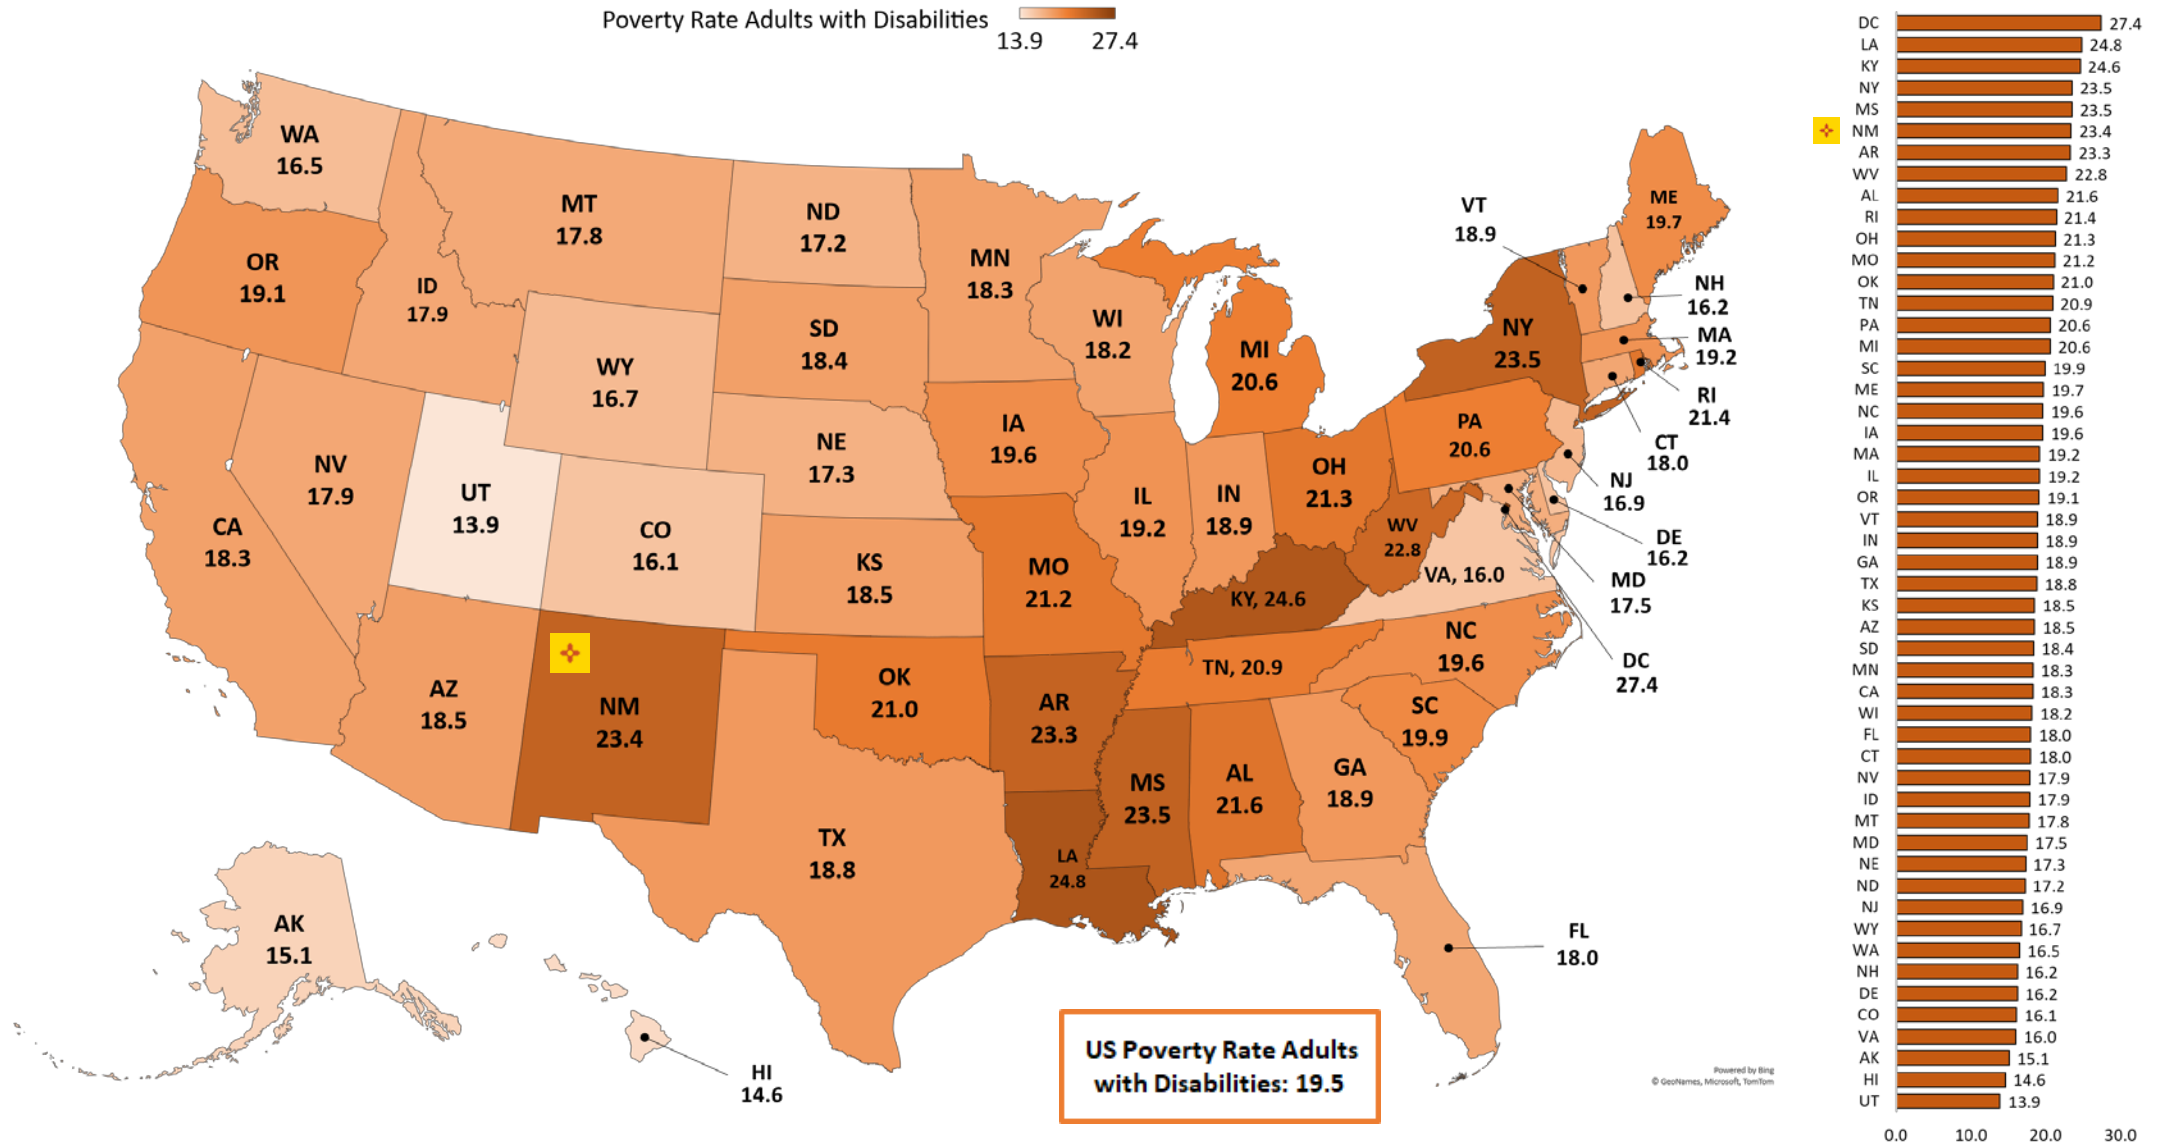 Poverty Rate Adults with Disabilities
13.9 27.4
WA
16.5
OR
19.1
ID
17.9
MT
17.8
ND
17.2
MN
18.3
WI
18.2
MI
20.6
SD
18.4
WY
16.7
NE
17.3
IA
19.6
NV
17.9
UT
13.9
CA
18.3
CO
16.1
KS
18.5
MO
21.2
IL
19.2
IN
18.9
OH
21.3
PA
20.6
NY
23.5
VT
18.9
ME
19.7
NH
16.2
MA
19.2
RI
21.4
CT
18.0
NJ
16.9
DE
16.2
MD
17.5
DC
27.4
WV
22.8
VA, 16.0
KY, 24.6
TN, 20.9
NC
19.6
SC
19.9
GA
18.9
AL
21.6
MS
23.5
AR
23.3
LA
24.8
OK
21.0
TX
18.8
NM
23.4
AZ
18.5
AK
15.1
HI
14.6
FL
18.0
US Poverty Rate Adults
with Disabilities: 19.5
Powered by Bing
© GeoNames, Microsoft, TomTom
DC 27.4
LA 24.8
KY 24.6
NY 23.5
MS 23.5
NM 23.4
AR 23.3
WV 22.8
AL 21.6
RI 21.4
OH 21.3
MO 21.2
OK 21.0
TN 20.9
PA 20.6
MI 20.6
SC 19.9
ME 19.7
NC 19.6
IA 19.6
MA 19.2
IL 19.2
OR 19.1
VT 18.9
IN 18.9
GA 18.9
TX 18.8
KS 18.5
AZ 18.5
SD 18.4
MN 18.3
CA 18.3
WI 18.2
FL 18.0
CT 18.0
NV 17.9
ID 17.9
MT 17.8
MD 17.5
NE 17.3
ND 17.2
NJ 16.9
WY 16.7
WA 16.5
NH 16.2
DE 16.2
CO 16.1
VA 16.0
AK 15.1
HI 14.6
UT 13.9
0.0 10.0 20.0 30.0